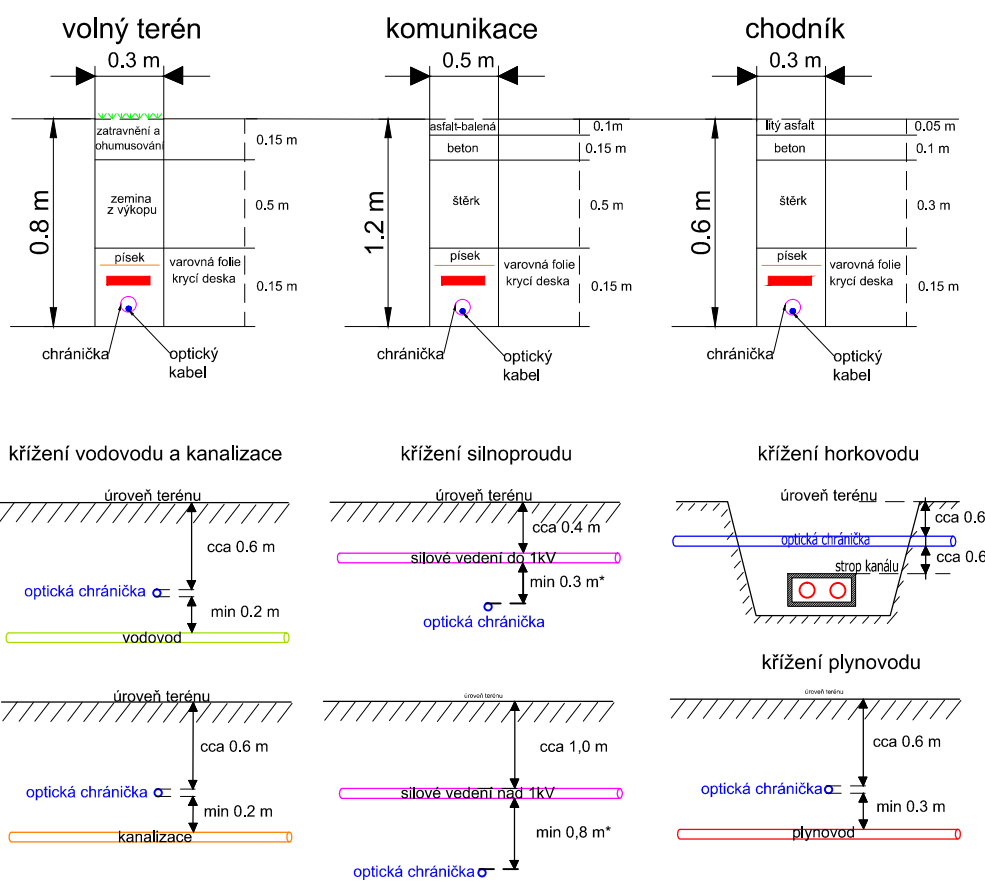 volný terén
0.3 m
zatravnění a
ohumusování
0.15 m
zemina
z výkopu
0.5 m
0.8 m
písek
varovná folie
krycí deska
0.15 m
chránička
optický
kabel
komunikace
0.5 m
asfalt-balená
0.1m
beton
0.15 m
štěrk
0.5 m
1.2 m
písek
varovná folie
krycí deska
0.15 m
chránička
optický
kabel
chodník
0.3 m
litý asfalt
0.05 m
beton
0.1 m
štěrk
0.3 m
0.6 m
písek
varovná folie
krycí deska
0.15 m
chránička
optický
kabel
křížení vodovodu a kanalizace
úroveň terénu
cca 0.6 m
optická chránička
min 0.2 m
vodovod
úroveň terénu
cca 0.6 m
optická chránička
min 0.2 m
kanalizace
křížení silnoproudu
úroveň terénu
cca 0.4 m
silové vedení do 1kV
min 0.3 m*
optická chránička
úroveň terénu
cca 1,0 m
silové vedení nad 1kV
min 0,8 m*
optická chránička
křížení horkovodu
úroveň terénu
cca 0.6
optická chránička
cca 0.6
strop kanálu
křížení plynovodu
úroveň terénu
cca 0.6 m
optická chránička
min 0.3 m
plynovod